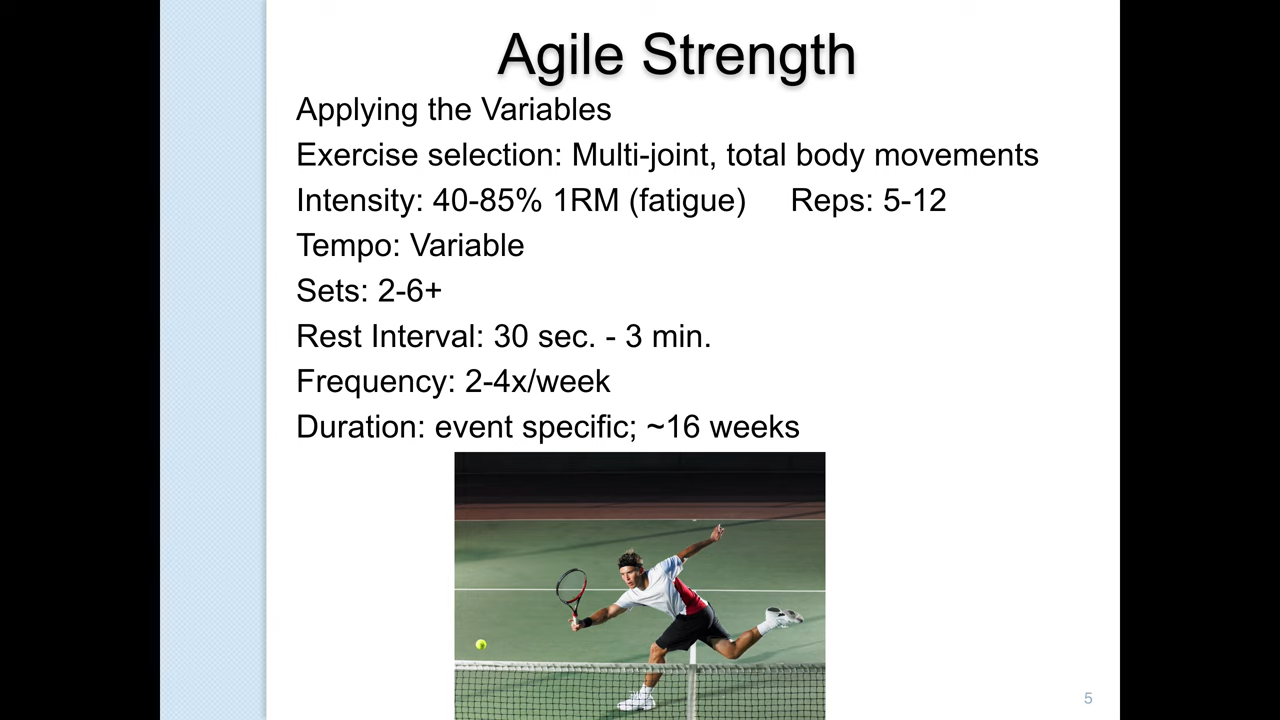 Agile Strength
Applying the Variables
Exercise selection: Multi-joint, total body movements
Intensity: 40-85% 1RM (fatigue) Reps: 5-12
Tempo: Variable
Sets: 2-6+
Rest Interval: 30 sec. - 3 min.
Frequency: 2-4x/week
Duration: event specific; ~16 weeks
5